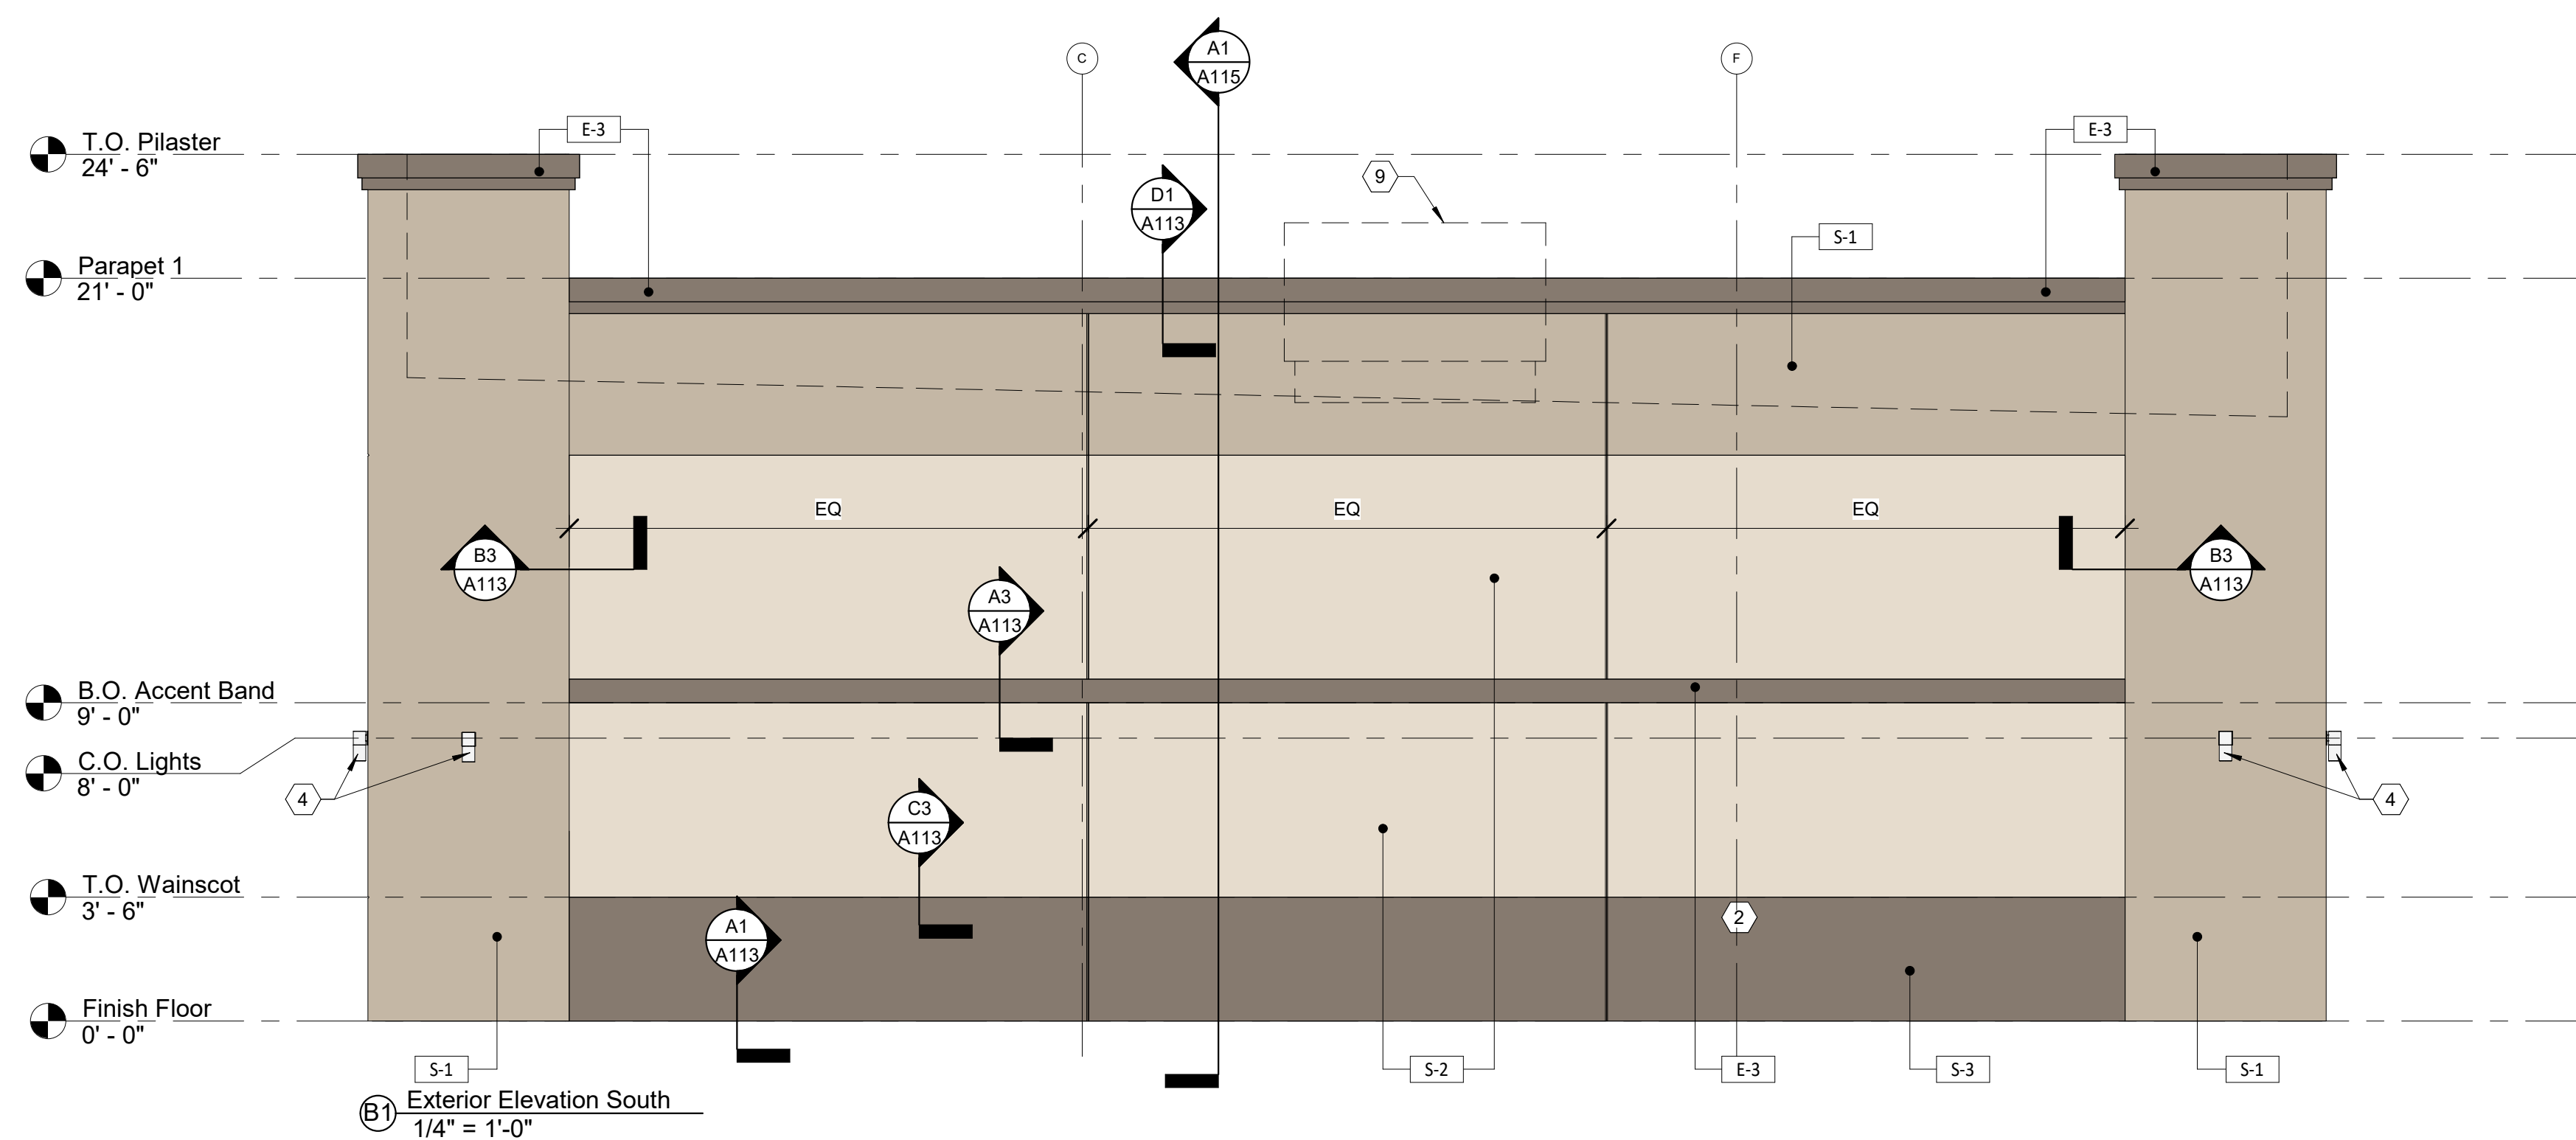 C
A1
A115
F
T.O. Pilaster
24' - 6"
E-3
E-3
9
D1
A113
S-1
Parapet 1
21' - 0"
EQ
EQ
EQ
B3
A113
B3
A113
A3
A113
B.O. Accent Band
9' - 0"
C.O. Lights
8' - 0"
4
4
C3
A113
T.O. Wainscot
3' - 6"
2
A1
A113
Finish Floor
0' - 0"
S-1
S-2
E-3
S-3
S-1
B1
Exterior Elevation South
1/4" = 1'-0"